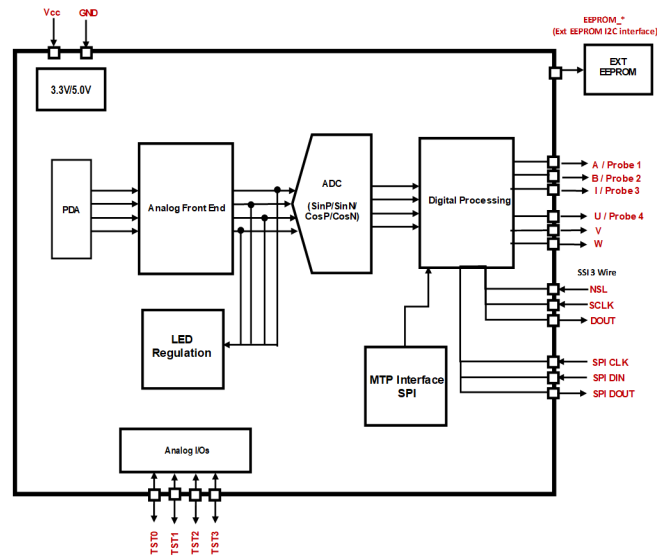 Vcc
GND
EEPROM_*
(Ext EEPROM I2C interface)
EXT
EEPROM
3.3V/5.0V
PDA
Analog Front End
ADC
(SinP/SinN/
CosP/CosN)
Digital Processing
A / Probe 1
B / Probe 2
I / Probe 3
U / Probe 4
V
W
SSI 3 Wire
NSL
SCLK
DOUT
LED
Regulation
MTP Interface
SPI
SPI CLK
SPI DIN
SPI DOUT
Analog I/Os
TST0
TST1
TST2
TST3